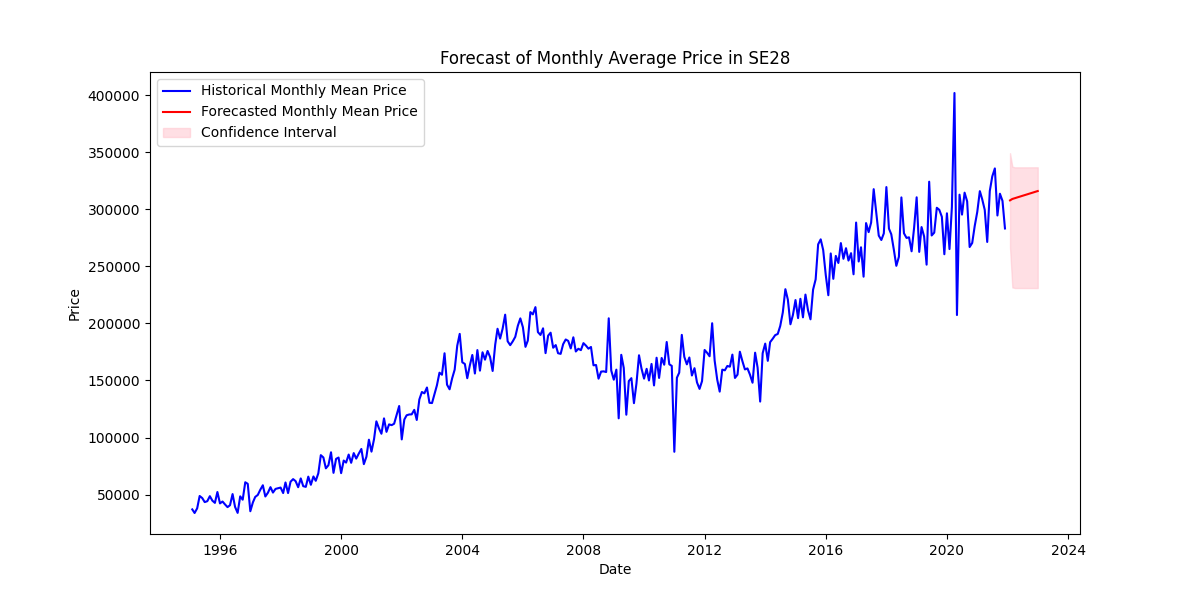 Forecast of Monthly Average Price in SE28
Historical Monthly Mean Price
Forecasted Monthly Mean Price
Confidence Interval
400000
350000
300000
250000
200000
150000
100000
50000
Price
1996 2000 2004 2008 2012 2016 2020 2024
Date